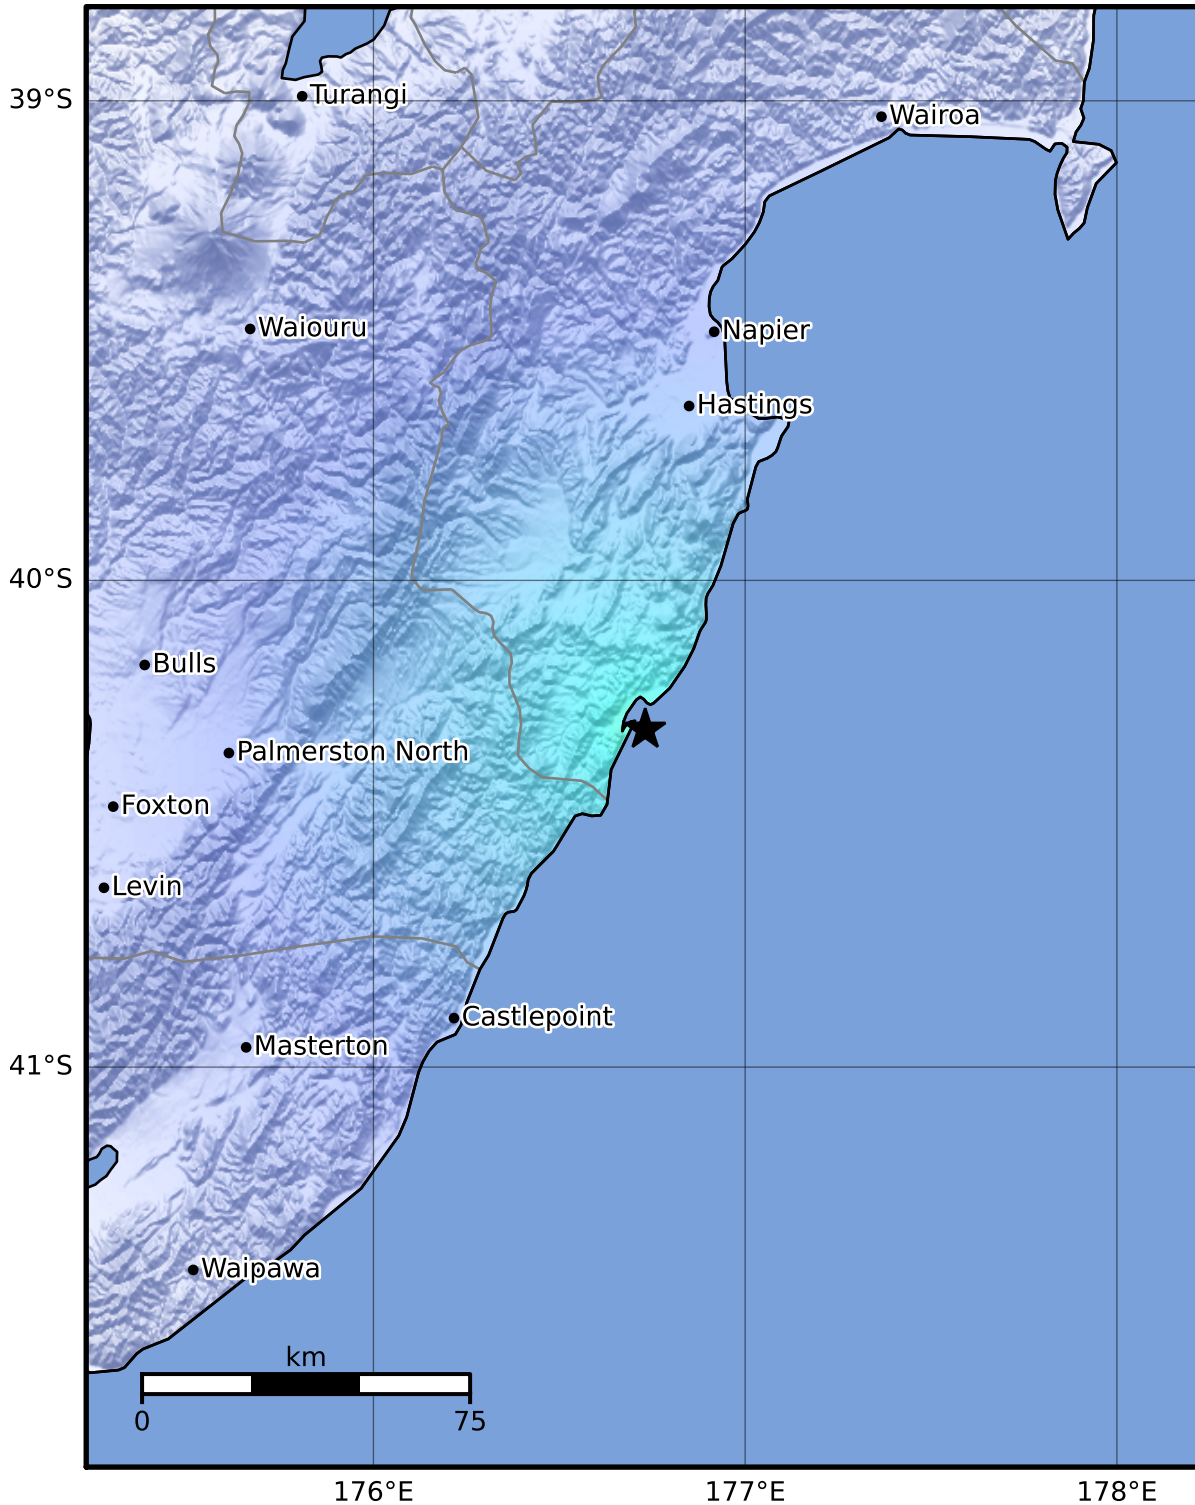 Turangi
39°S
Wairoa
Waiouru
Napier
Hastings
40°S
Bulls
Palmerston North
Foxton
Levin
Castlepoint
Masterton
41°S
Waipawa
km
0
75
176°E
177°E
178°E